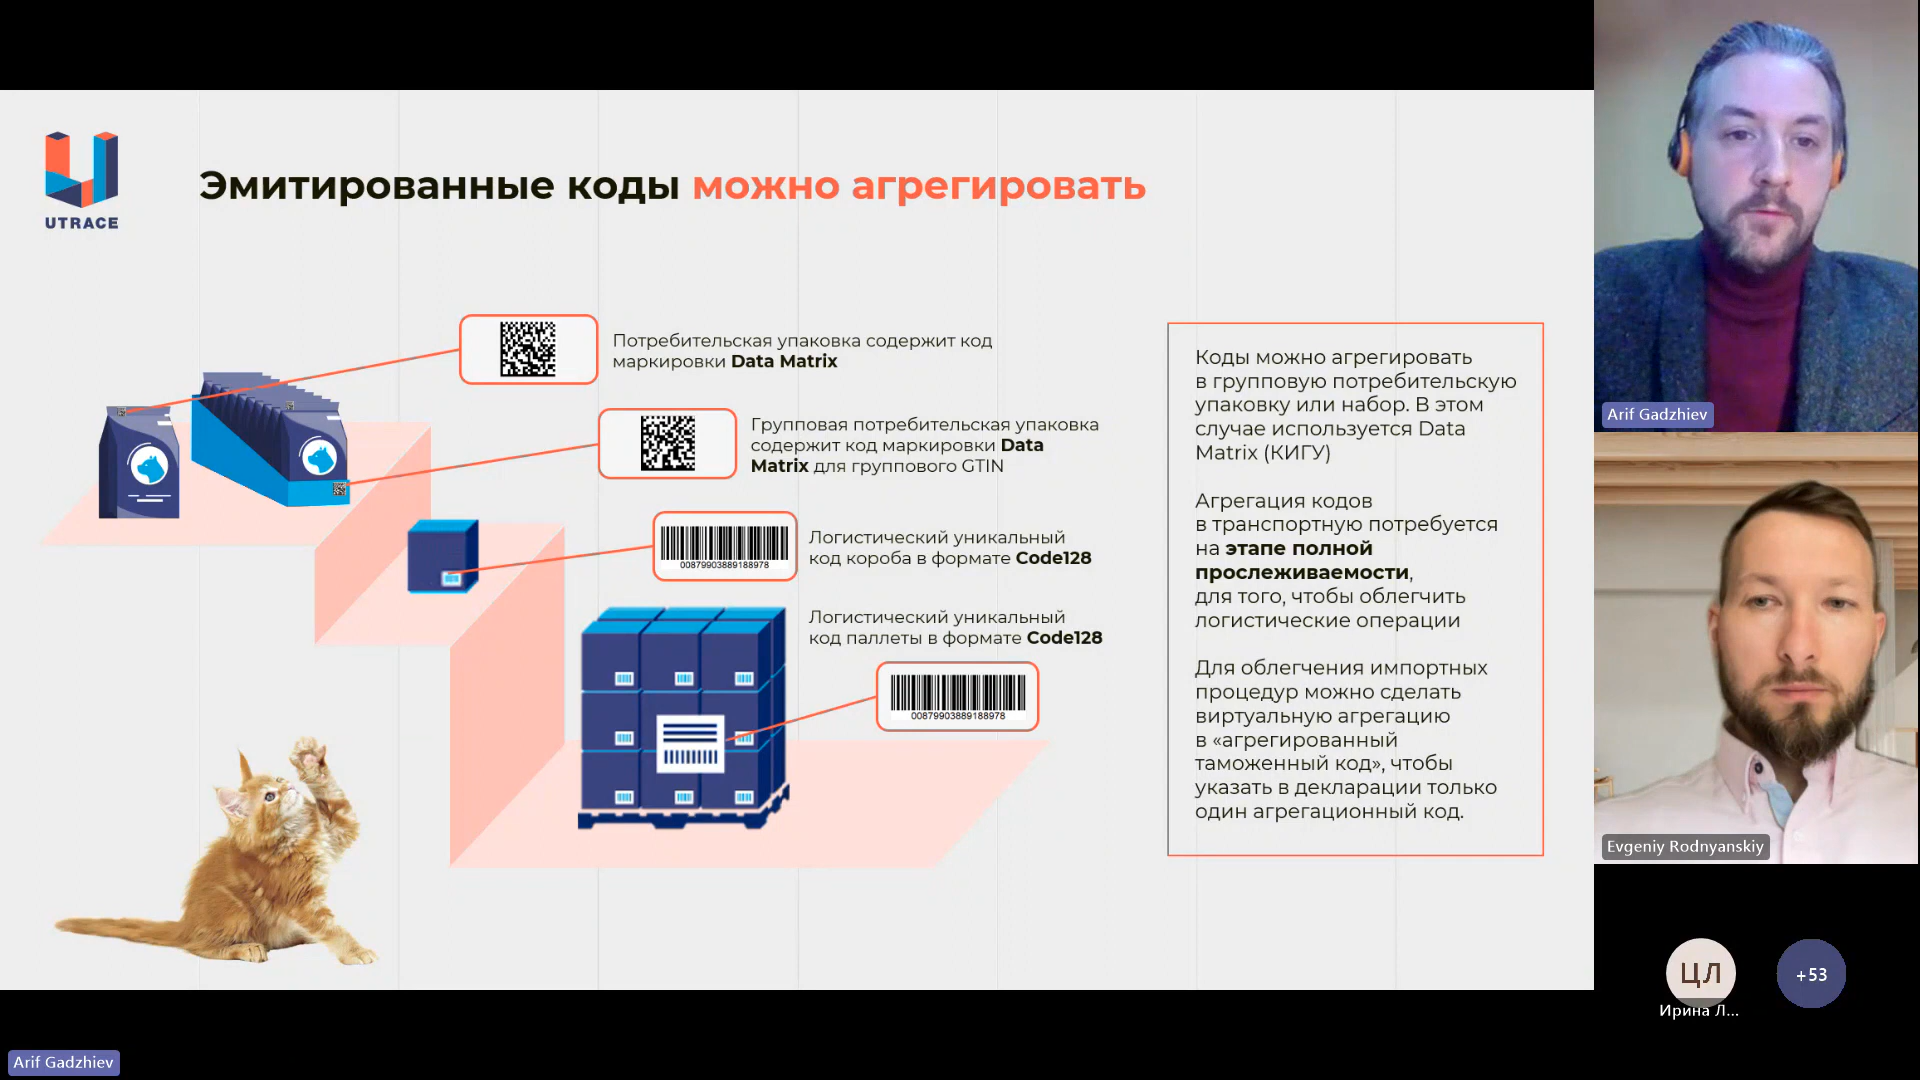 UTRACE
Эмитированные коды можно агрегировать
Потребительская упаковка содержит код
маркировки Data Matrix
Групповая потребительская упаковка
содержит код маркировки Data
Matrix для группового GTIN
00879903889188978
Логистический уникальный
код короба в формате Code128
Логистический уникальный
код паллеты в формате Code128
00879903889188978
Коды можно агрегировать
в групповую потребительскую
упаковку или набор. В этом
случае используется Data
Matrix (КИГУ)
Агрегация кодов
в транспортную потребуется
на этапе полной
прослеживаемости,
для того, чтобы облегчить
логистические операции
Для облегчения импортных
процедур можно сделать
виртуальную агрегацию
в «агрегированный
таможенный код», чтобы
указать в декларации только
один агрегационный код.
Arif Gadzhiev
Evgeniy Rodnyanskiy
ЦЛ
+53
Ирина Л...
Arif Gadzhiev